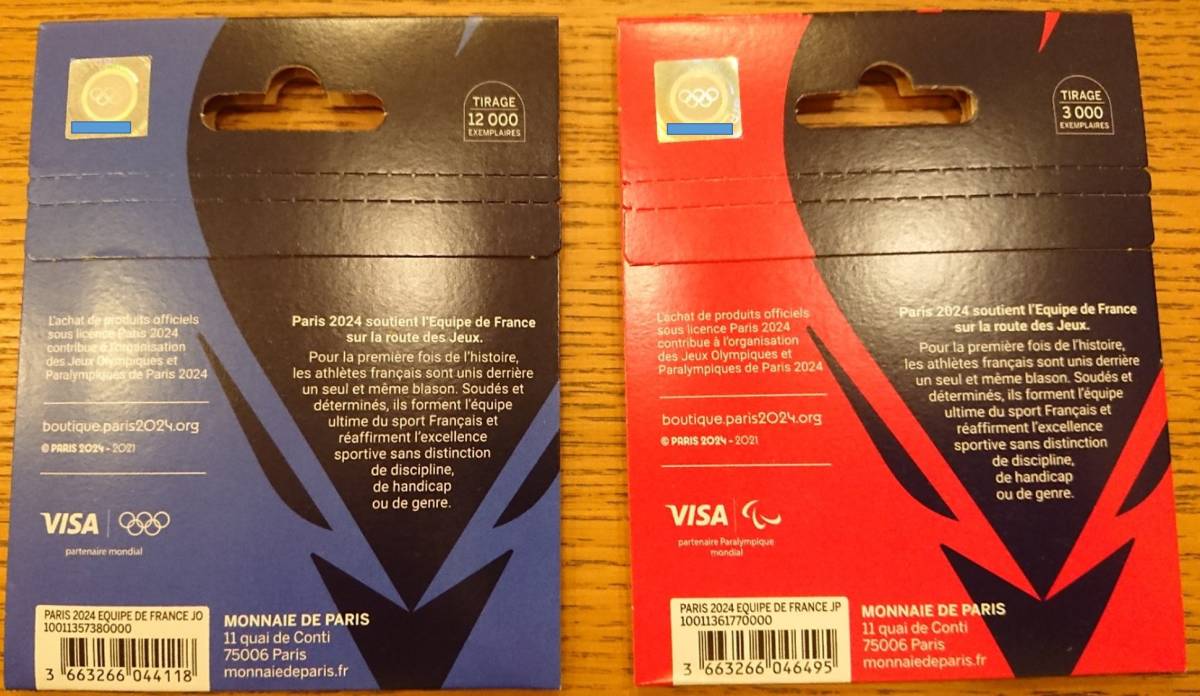 TIRAGE
12 000
EXEMPLAIRES
L'achat de produits officiels
sous licence Paris 2024
contribue à l'organisation
des Jeux Olympiques et
Paralympiques de Paris 2024
boutique.paris2024.org
© PARIS 2024 - 2021
VISA
partenaire mondial
Paris 2024 soutient l'Equipe de France
sur la route des Jeux.
Pour la première fois de l'histoire,
les athlètes français sont unis derrière
un seul et même blason. Soudés et
déterminés, ils forment l'équipe
ultime du sport Français et
réaffirment l'excellence
sportive sans distinction
de discipline,
de handicap
ou de genre.
PARIS 2024 EQUIPE DE FRANCE JO
10011357380000
3 663266 044118
MONNAIE DE PARIS
11 quai de Conti
75006 Paris
monnaiedeparis.fr
TIRAGE
3 000
EXEMPLAIRES
L'achat de produits officiels
sous licence Paris 2024
contribue à l'organisation
des Jeux Olympiques et
Paralympiques de Paris 2024
boutique.paris2024.org
© PARIS 2024 - 2021
VISA
partenaire Paralympique
mondial
Paris 2024 soutient l'Equipe de France
sur la route des Jeux.
Pour la première fois de l'histoire,
les athlètes français sont unis derrière
un seul et même blason. Soudés et
déterminés, ils forment l'équipe
ultime du sport Français et
réaffirment l'excellence
sportive sans distinction
de discipline,
de handicap
ou de genre.
PARIS 2024 EQUIPE DE FRANCE JP
10011361770000
3 663266 046495
MONNAIE DE PARIS
11 quai de Conti
75006 Paris
monnaiedeparis.fr